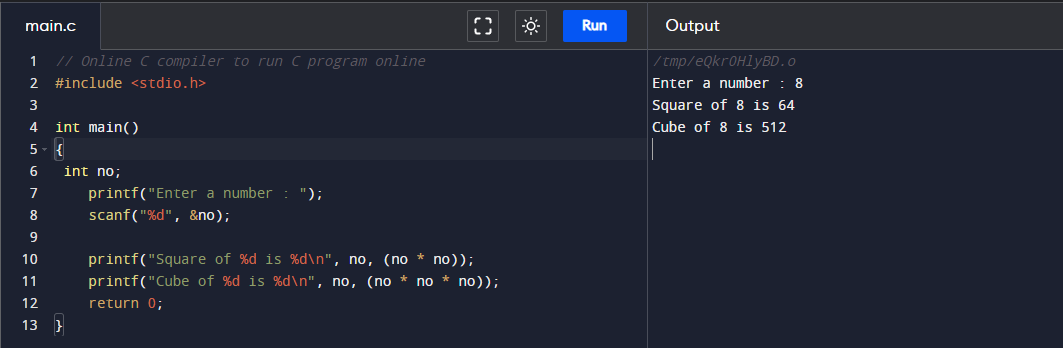 main.c
Run
Output
1 // Online C compiler to run C program online
2 #include <stdio.h>
3
4 int main()
5 {
6 int no;
7 printf("Enter a number : ");
8 scanf("%d", &no);
9
10 printf("Square of %d is %d\n", no, (no * no));
11 printf("Cube of %d is %d\n", no, (no * no * no));
12 return 0;
13 }
/tmp/eQkrOHlyBD.o
Enter a number : 8
Square of 8 is 64
Cube of 8 is 512